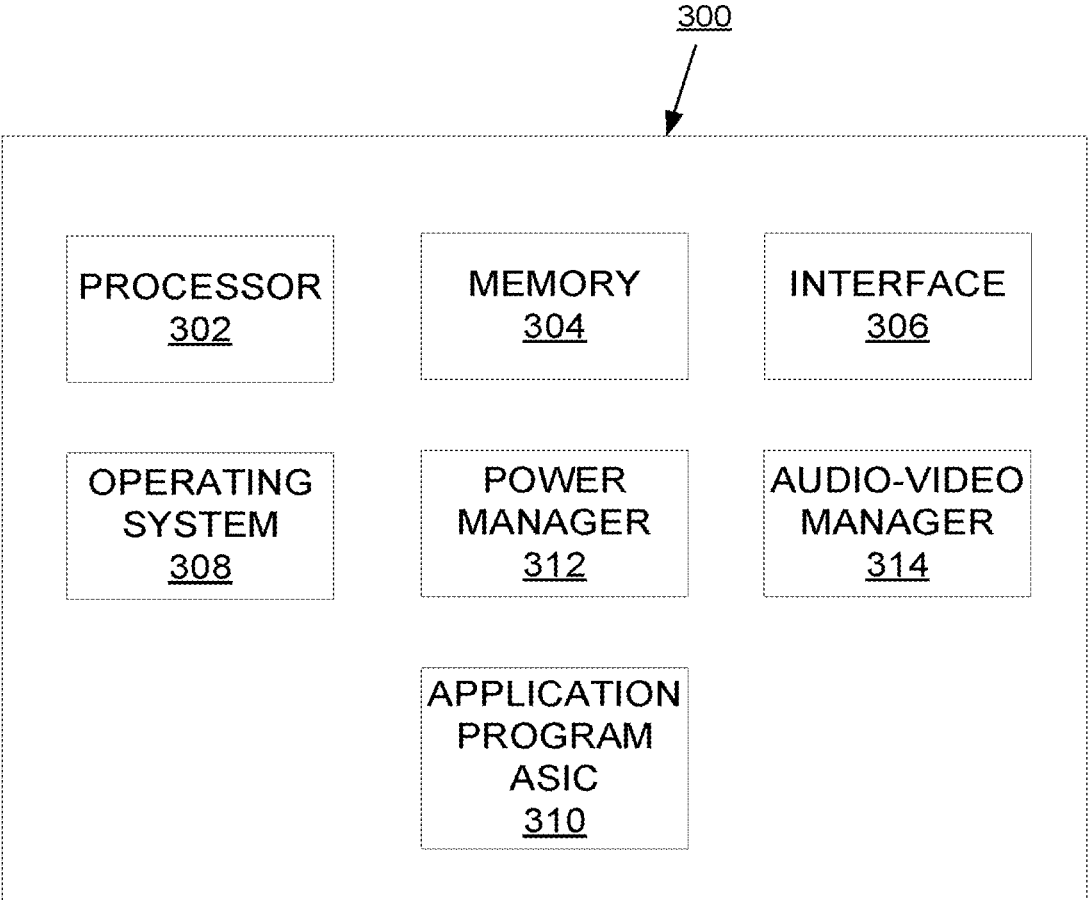 300
PROCESSOR
302
MEMORY
304
INTERFACE
306
OPERATING
SYSTEM
308
POWER
MANAGER
312
AUDIO-VIDEO
MANAGER
314
APPLICATION
PROGRAM
ASIC
310